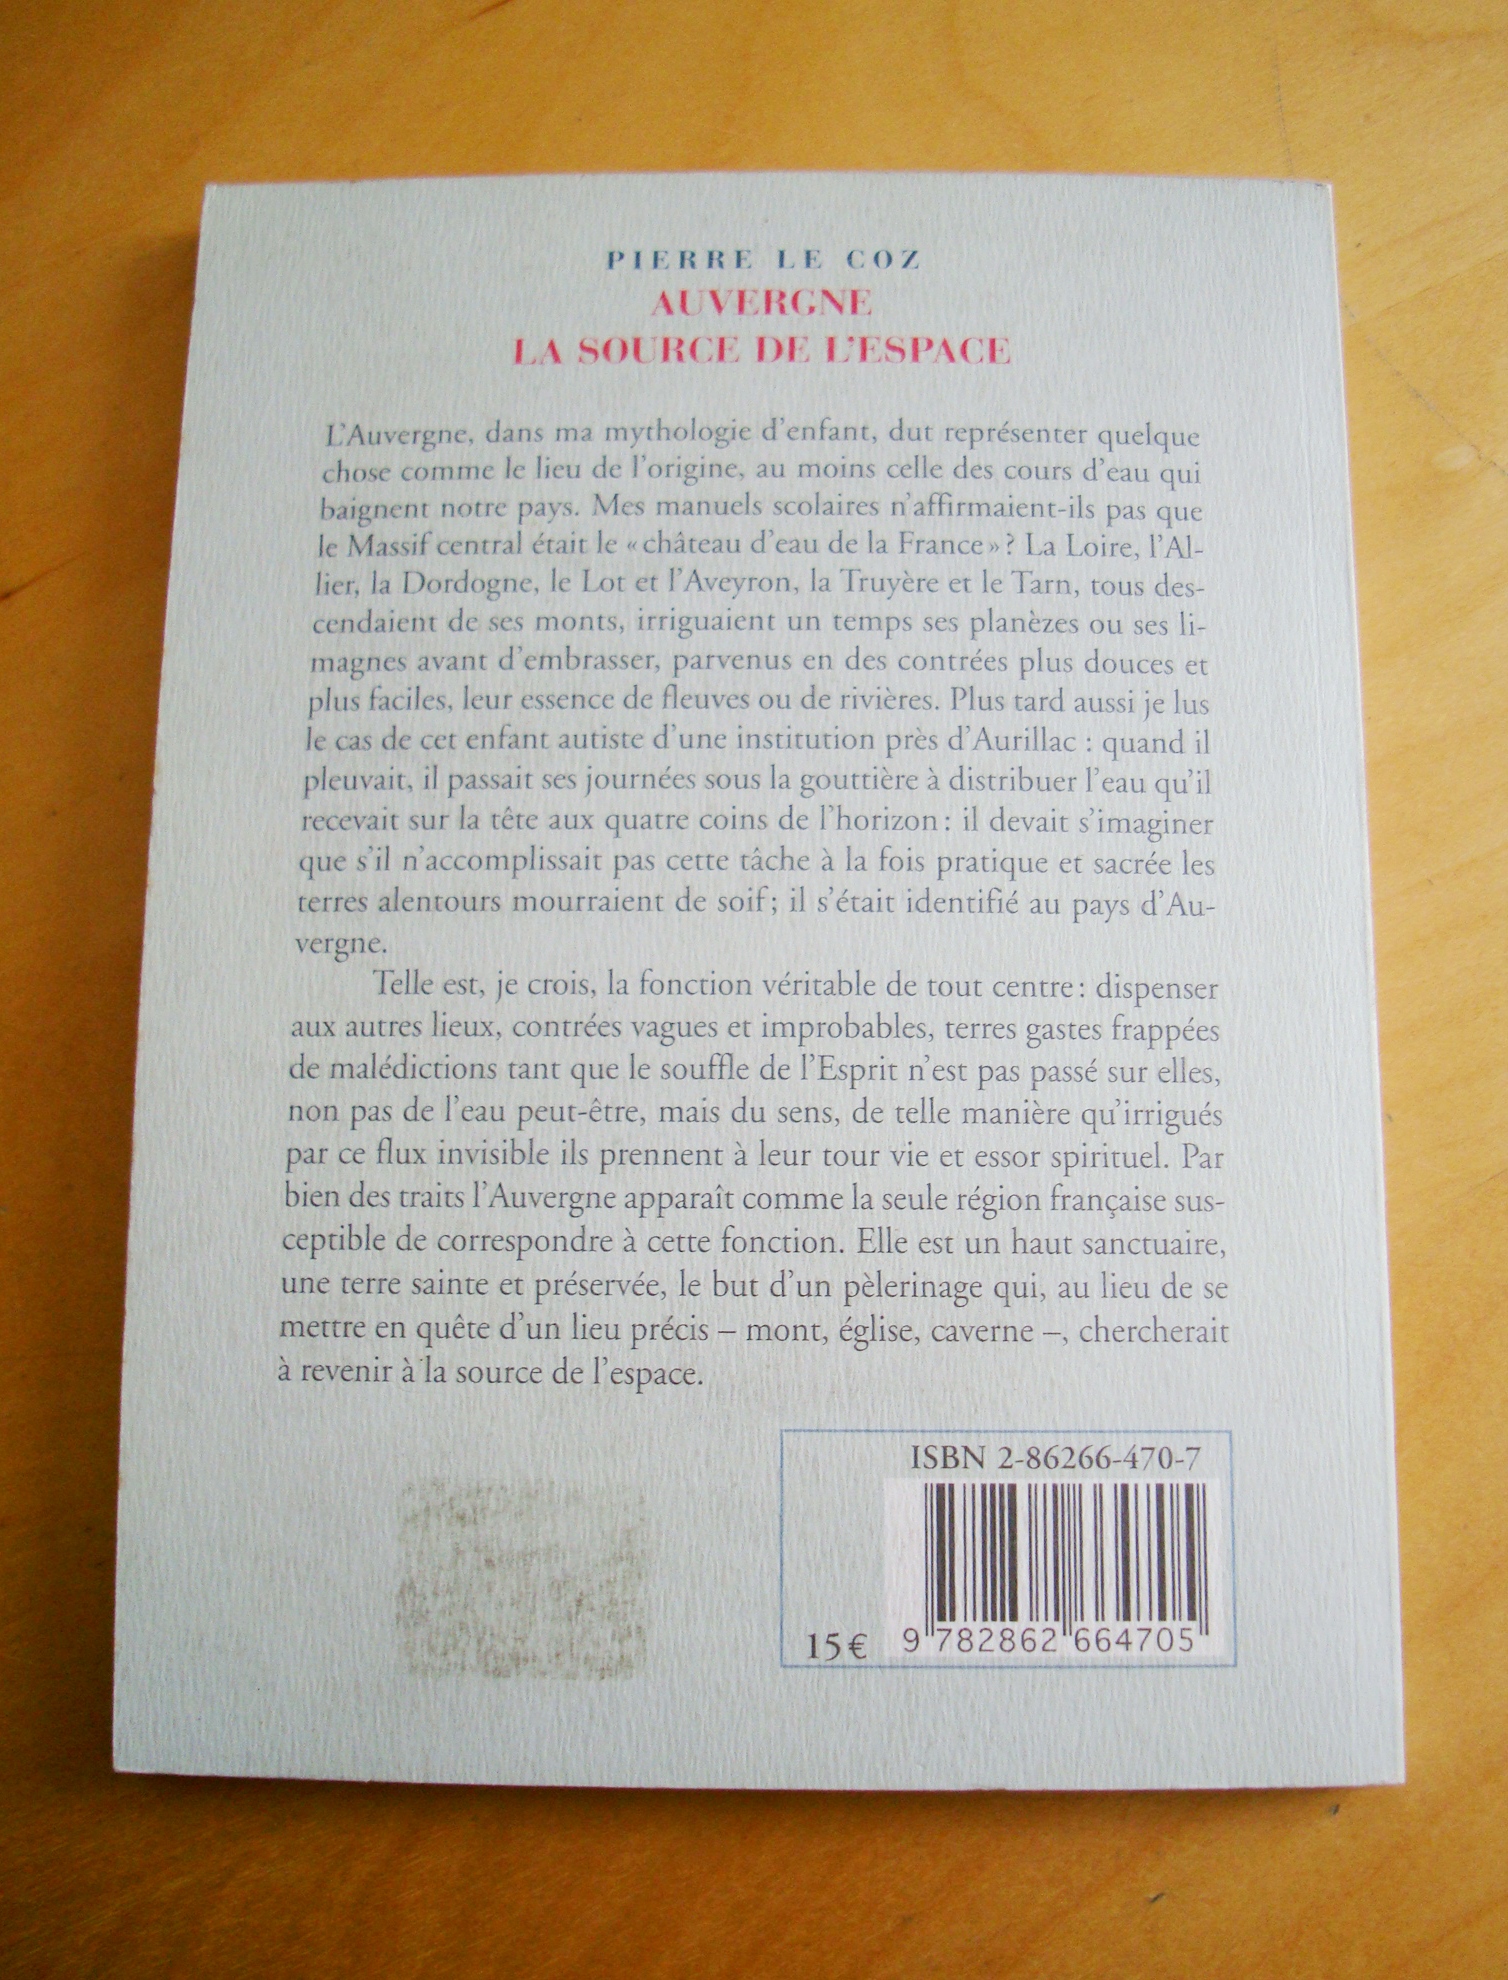 PIERRE LE COZ
AUVERGNE
LA SOURCE DE L'ESPACE
L'Auvergne, dans ma mythologie d'enfant, dut représenter quelque
chose comme le lieu de l'origine, au moins celle des cours d'eau qui
baignent notre pays. Mes manuels scolaires n'affirmaient-ils pas que
le Massif central était le « château d'eau de la France » ? La Loire, l'Al-
lier, la Dordogne, le Lot et l'Aveyron, la Truyère et le Tarn, tous des-
cendaient de ses monts, irriguaient un temps ses planèzes ou ses li-
magnes avant d'embrasser, parvenus en des contrées plus douces et
plus faciles, leur essence de fleuves ou de rivières. Plus tard aussi je lus
le cas de cet enfant autiste d'une institution près d'Aurillac : quand il
pleuvait, il passait ses journées sous la gouttière à distribuer l'eau qu'il
recevait sur la tête aux quatre coins de l'horizon : il devait s'imaginer
que s'il n'accomplissait pas cette tâche à la fois pratique et sacrée les
terres alentours mourraient de soif ; il s'était identifié au pays d'Au-
vergne.
Telle est, je crois, la fonction véritable de tout centre : dispenser
aux autres lieux, contrées vagues et improbables, terres gastes frappées
de malédictions tant que le souffle de l'Esprit n'est pas passé sur elles,
non pas de l'eau peut-être, mais du sens, de telle manière qu'irrigués
par ce flux invisible ils prennent à leur tour vie et essor spirituel. Par
bien des traits l'Auvergne apparaît comme la seule région française sus-
ceptible de correspondre à cette fonction. Elle est un haut sanctuaire,
une terre sainte et préservée, le but d'un pèlerinage qui, au lieu de se
mettre en quête d'un lieu précis – mont, église, caverne –, chercherait
à revenir à la source de l'espace.
ISBN 2-86266-470-7
15 €
9 782862 664705